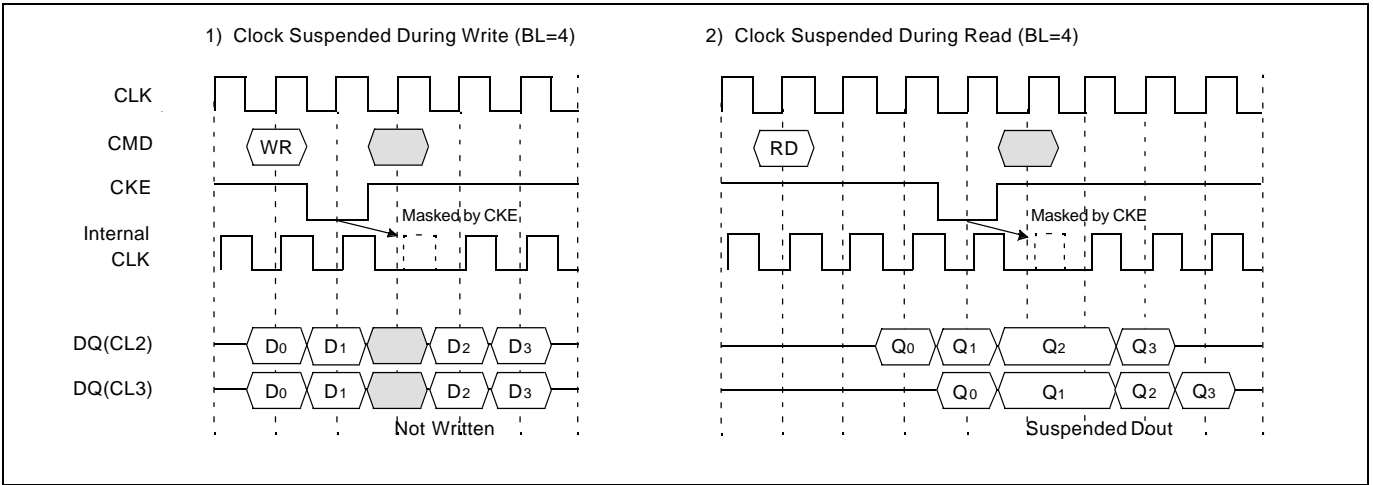 1) Clock Suspended During Write (BL=4) 2) Clock Suspended During Read (BL=4)
CLK
CMD WR RD
CKE
Masked by CKE Masked by CKE
Internal
CLK
DQ(CL2) D0 D1 D2 D3 Q0 Q1 Q2 Q3
DQ(CL3) D0 D1 D2 D3 Q0 Q1 Q2 Q3
Not Written Suspended Dout